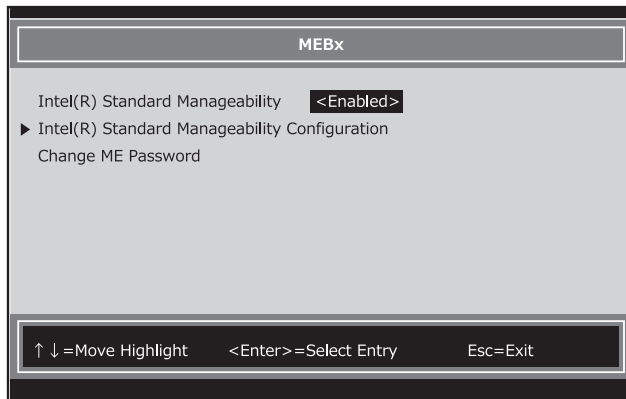 MEBx
Intel(R) Standard Manageability <Enabled>
▶ Intel(R) Standard Manageability Configuration
Change ME Password
↑↓=Move Highlight <Enter>=Select Entry Esc=Exit